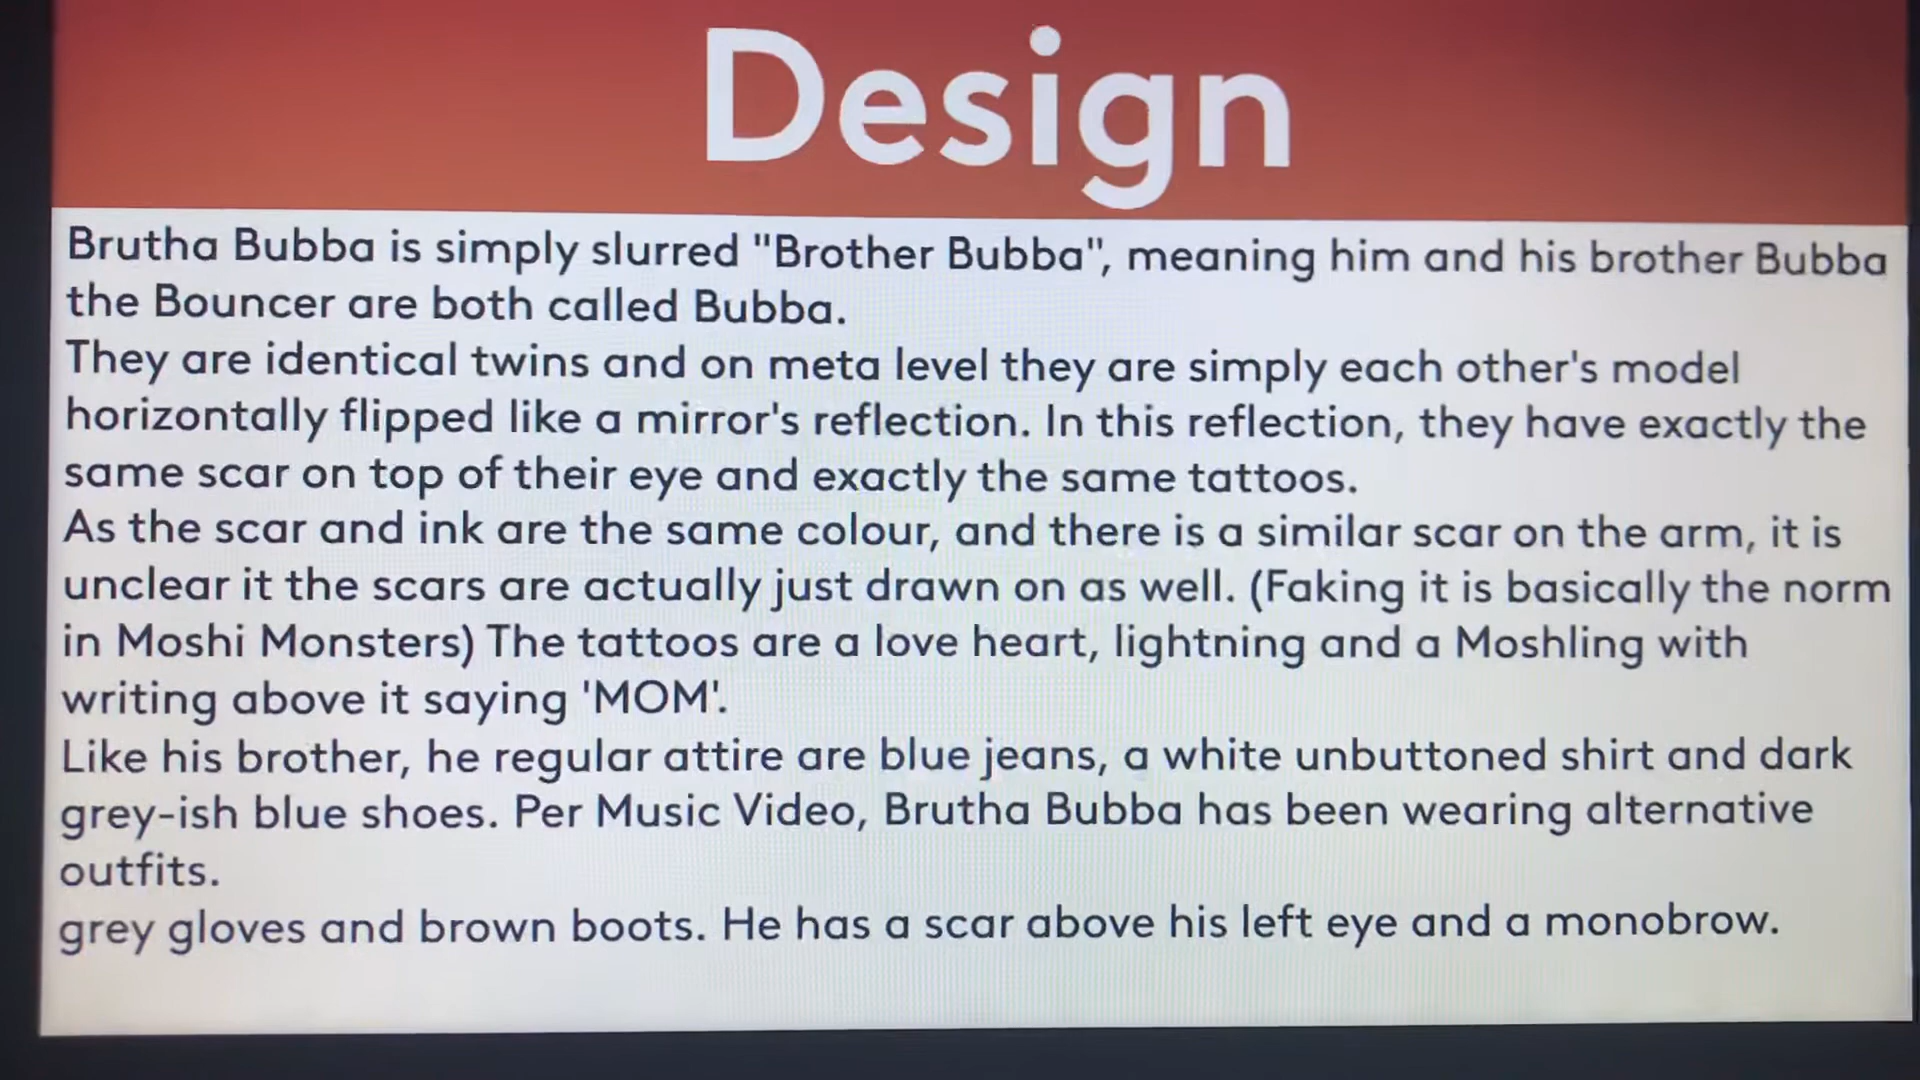 Design
Brutha Bubba is simply slurred "Brother Bubba", meaning him and his brother Bubba
the Bouncer are both called Bubba.
They are identical twins and on meta level they are simply each other's model
horizontally flipped like a mirror's reflection. In this reflection, they have exactly the
same scar on top of their eye and exactly the same tattoos.
As the scar and ink are the same colour, and there is a similar scar on the arm, it is
unclear it the scars are actually just drawn on as well. (Faking it is basically the norm
in Moshi Monsters) The tattoos are a love heart, lightning and a Moshling with
writing above it saying 'MOM'.
Like his brother, he regular attire are blue jeans, a white unbuttoned shirt and dark
grey-ish blue shoes. Per Music Video, Brutha Bubba has been wearing alternative
outfits.
grey gloves and brown boots. He has a scar above his left eye and a monobrow.